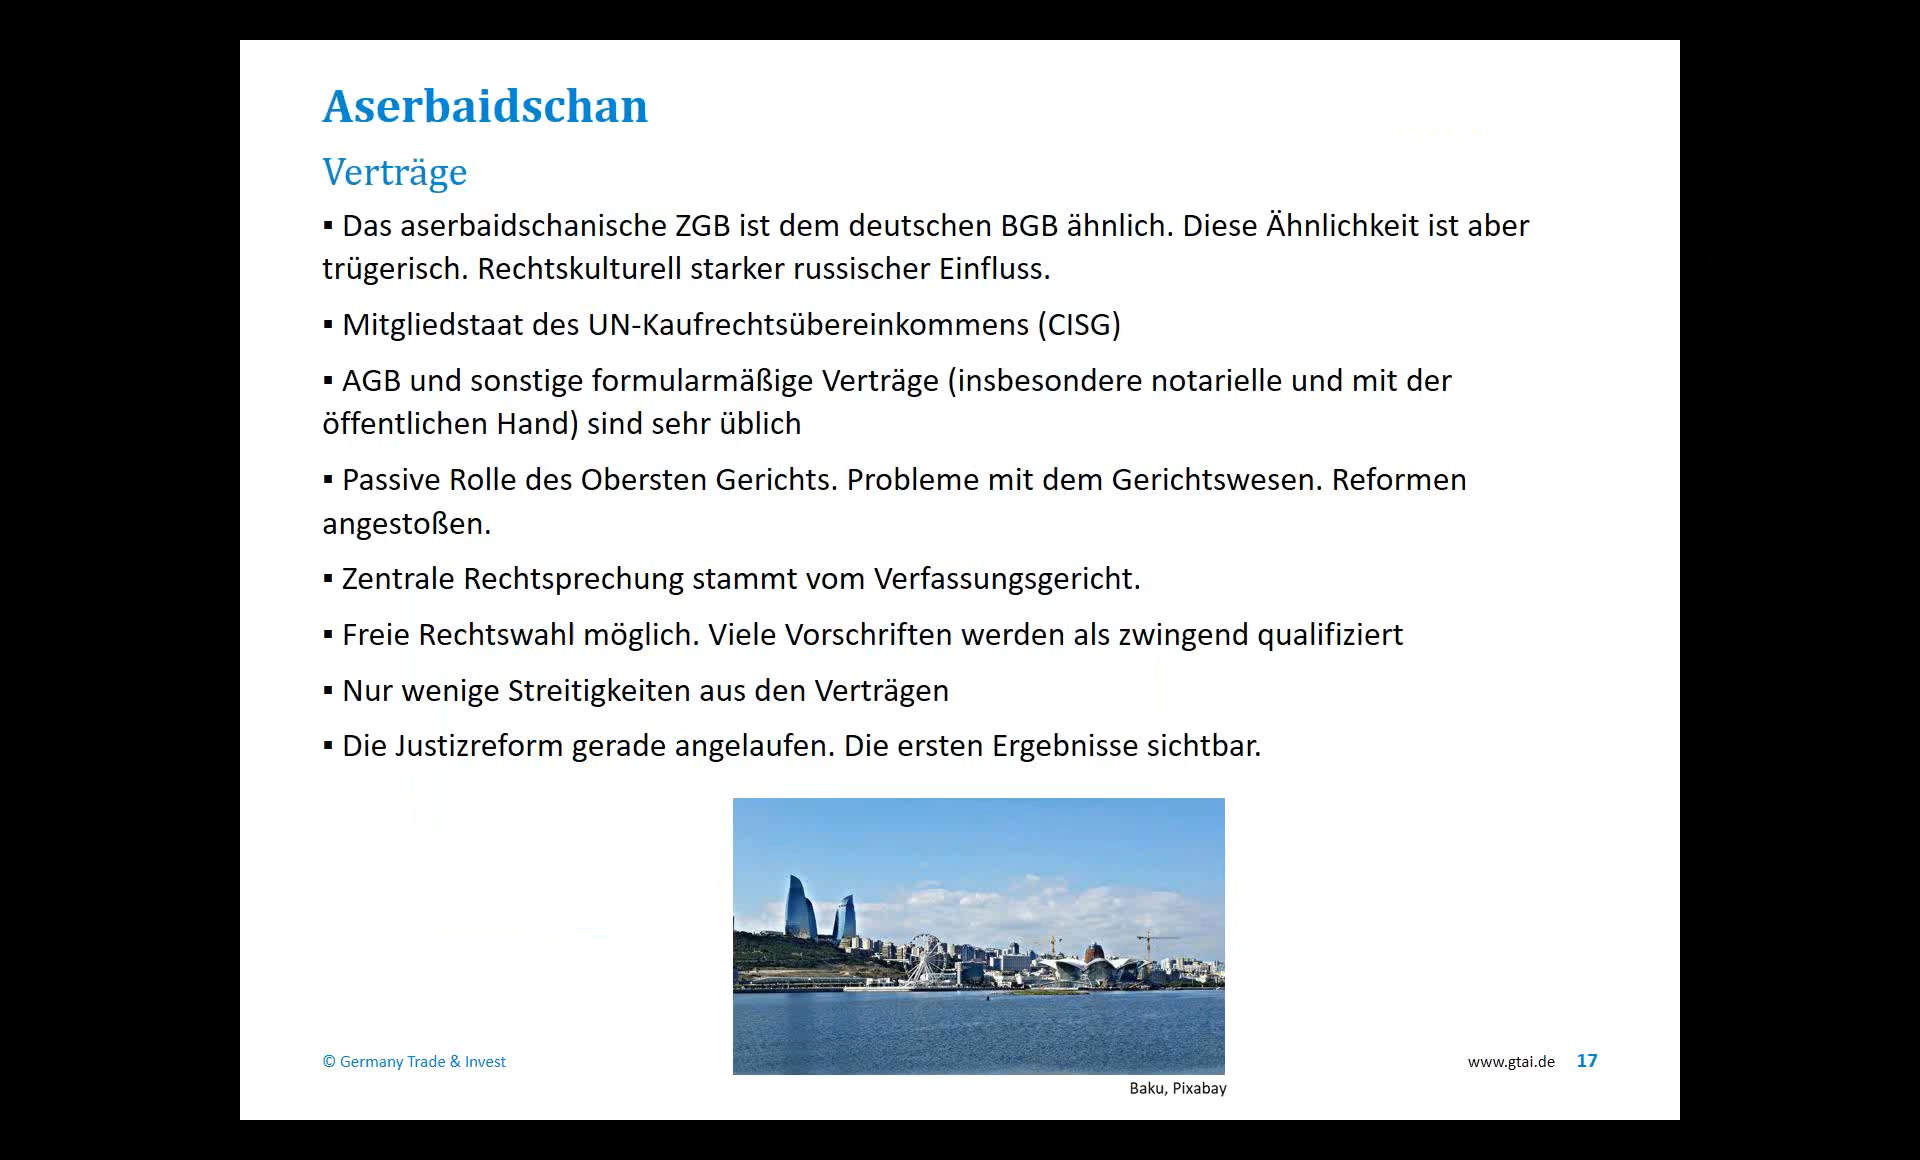 Aserbaidschan
Verträge
▪ Das aserbaidschanische ZGB ist dem deutschen BGB ähnlich. Diese Ähnlichkeit ist aber
trügerisch. Rechtskulturell starker russischer Einfluss.
▪ Mitgliedstaat des UN-Kaufrechtsübereinkommens (CISG)
▪ AGB und sonstige formularmäßige Verträge (insbesondere notarielle und mit der
öffentlichen Hand) sind sehr üblich
▪ Passive Rolle des Obersten Gerichts. Probleme mit dem Gerichtswesen. Reformen
angestoßen.
▪ Zentrale Rechtsprechung stammt vom Verfassungsgericht.
▪ Freie Rechtswahl möglich. Viele Vorschriften werden als zwingend qualifiziert
▪ Nur wenige Streitigkeiten aus den Verträgen
▪ Die Justizreform gerade angelaufen. Die ersten Ergebnisse sichtbar.
© Germany Trade & Invest
www.gtai.de 17
Baku, Pixabay